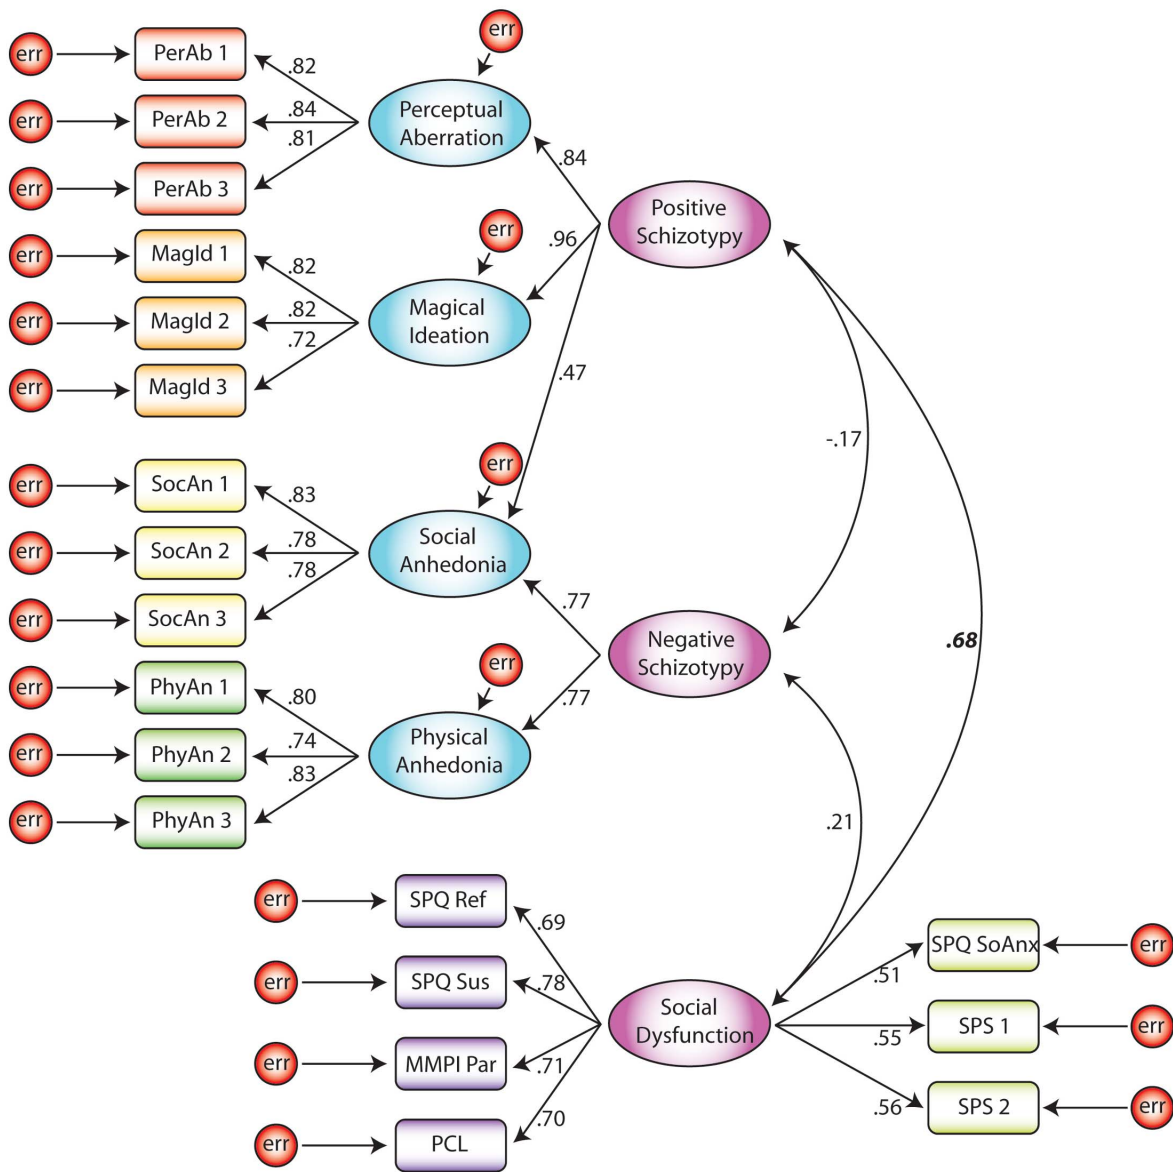 err
err
PerAb 1
.82
Perceptual
Aberration
err
PerAb 2
.84
.81
.84
err
PerAb 3
Positive
Schizotypy
err
MagId 1
err
.96
.82
err
MagId 2
.82
Magical
Ideation
.72
err
MagId 3
.47
-.17
err
err
SocAn 1
.83
err
SocAn 2
.78
Social
Anhedonia
.78
.77
err
SocAn 3
Negative
Schizotypy
.68
err
err
PhyAn 1
.80
.77
err
PhyAn 2
.74
Physical
Anhedonia
.83
err
PhyAn 3
.21
err
SPQ Ref
.69
SPQ SoAnx
err
err
SPQ Sus
.78
.51
Social
Dysfunction
SPS 1
err
.55
err
MMPI Par
.71
.56
SPS 2
err
.70
err
PCL